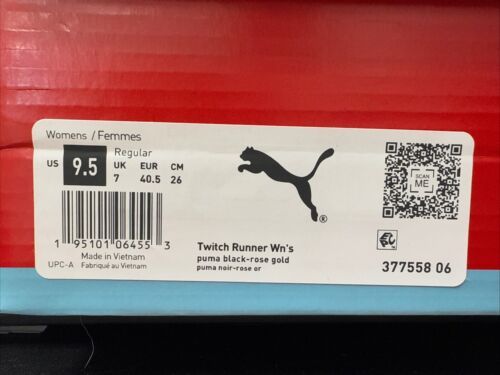 Womens / Femmes
Regular
US 9.5 UK 7 EUR 40.5 CM 26
1 95101 06455 3
Made in Vietnam
UPC-A Fabriqué au Vietnam
®
Twitch Runner Wn's
puma black-rose gold
puma noir-rose or
SCAN
ME
377558 06